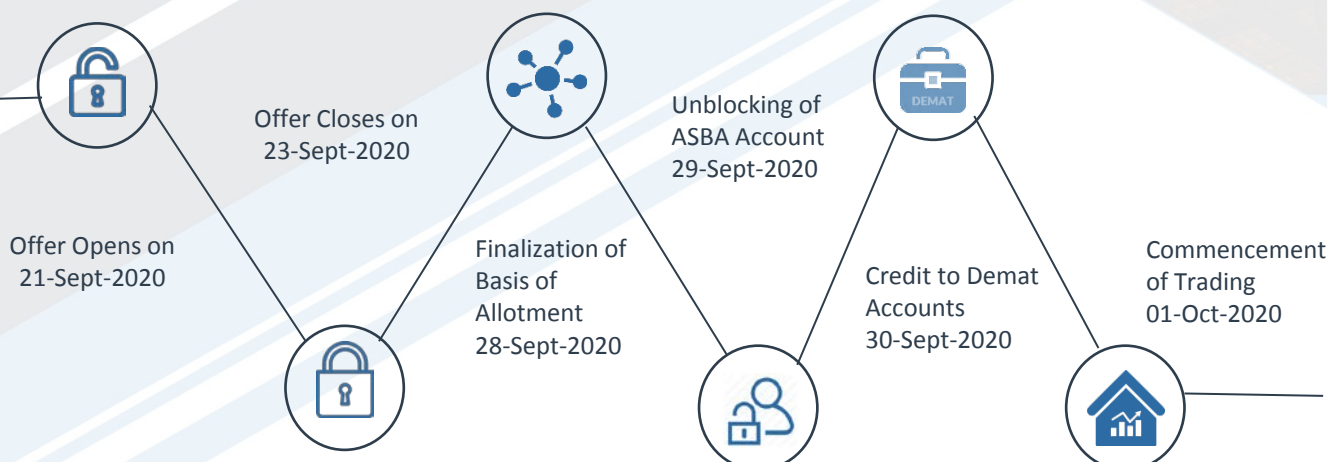 Offer Opens on
21-Sept-2020
Offer Closes on
23-Sept-2020
Finalization of
Basis of
Allotment
28-Sept-2020
Unblocking of
ASBA Account
29-Sept-2020
DEMAT
Credit to Demat
Accounts
30-Sept-2020
Commencement
of Trading
01-Oct-2020